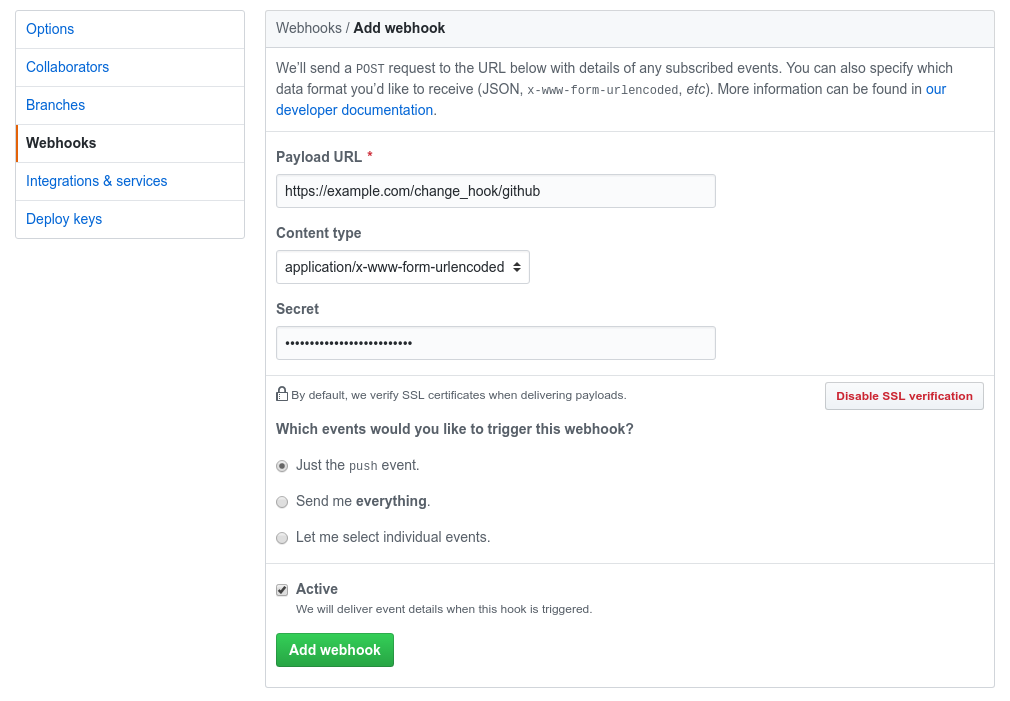 Options
Collaborators
Branches
Webhooks
Integrations & services
Deploy keys
Webhooks / Add webhook
We’ll send a POST request to the URL below with details of any subscribed events. You can also specify which
data format you’d like to receive (JSON, x-www-form-urlencoded, etc). More information can be found in our
developer documentation.
Payload URL *
https://example.com/change_hook/github
Content type
application/x-www-form-urlencoded
Secret
••••••••••••••••••••••••••
By default, we verify SSL certificates when delivering payloads.
Disable SSL verification
Which events would you like to trigger this webhook?
Just the push event.
Send me everything.
Let me select individual events.
Active
We will deliver event details when this hook is triggered.
Add webhook